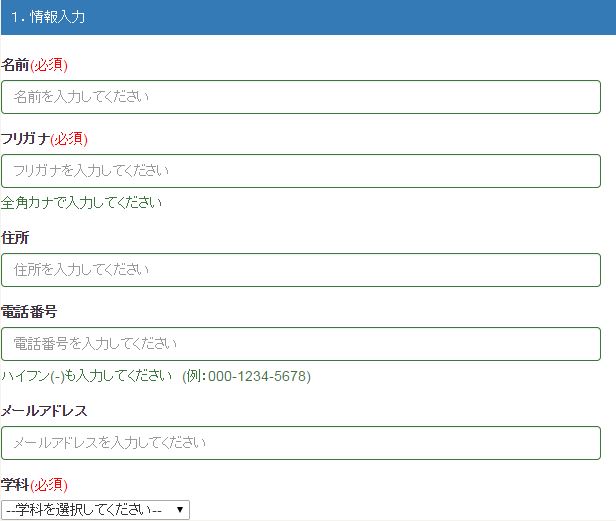 1．情報入力
名前(必須)
名前を入力してください
フリガナ(必須)
フリガナを入力してください
全角カナで入力してください
住所
住所を入力してください
電話番号
電話番号を入力してください
ハイフン(-)も入力してください (例：000-1234-5678)
メールアドレス
メールアドレスを入力してください
学科(必須)
--学科を選択してください--